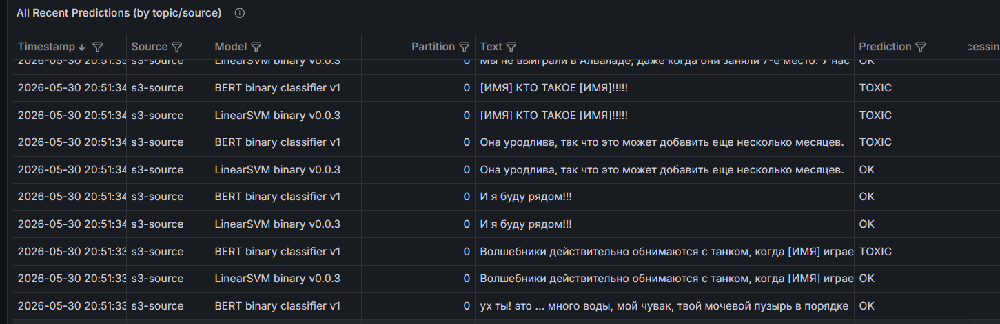 All Recent Predictions (by topic/source)
Timestamp Source Model Partition Text Prediction cessin
2026-05-30 20:51:35 s3-source LinearSVM binary v0.0.3 0 Мы не выиграли в Алваладе, даже когда они заняли 7-е место. У нас OK
2026-05-30 20:51:34 s3-source BERT binary classifier v1 0 [ИМЯ] КТО ТАКОЕ [ИМЯ]!!!!! TOXIC
2026-05-30 20:51:34 s3-source LinearSVM binary v0.0.3 0 [ИМЯ] КТО ТАКОЕ [ИМЯ]!!!!! TOXIC
2026-05-30 20:51:34 s3-source BERT binary classifier v1 0 Она уродлива, так что это может добавить еще несколько месяцев. TOXIC
2026-05-30 20:51:34 s3-source LinearSVM binary v0.0.3 0 Она уродлива, так что это может добавить еще несколько месяцев. OK
2026-05-30 20:51:34 s3-source BERT binary classifier v1 0 И я буду рядом!!! OK
2026-05-30 20:51:34 s3-source LinearSVM binary v0.0.3 0 И я буду рядом!!! OK
2026-05-30 20:51:33 s3-source BERT binary classifier v1 0 Волшебники действительно обнимаются с танком, когда [ИМЯ] играе TOXIC
2026-05-30 20:51:33 s3-source LinearSVM binary v0.0.3 0 Волшебники действительно обнимаются с танком, когда [ИМЯ] играе OK
2026-05-30 20:51:33 s3-source BERT binary classifier v1 0 ух ты! это ... много воды, мой чувак, твой мочевой пузырь в порядке OK